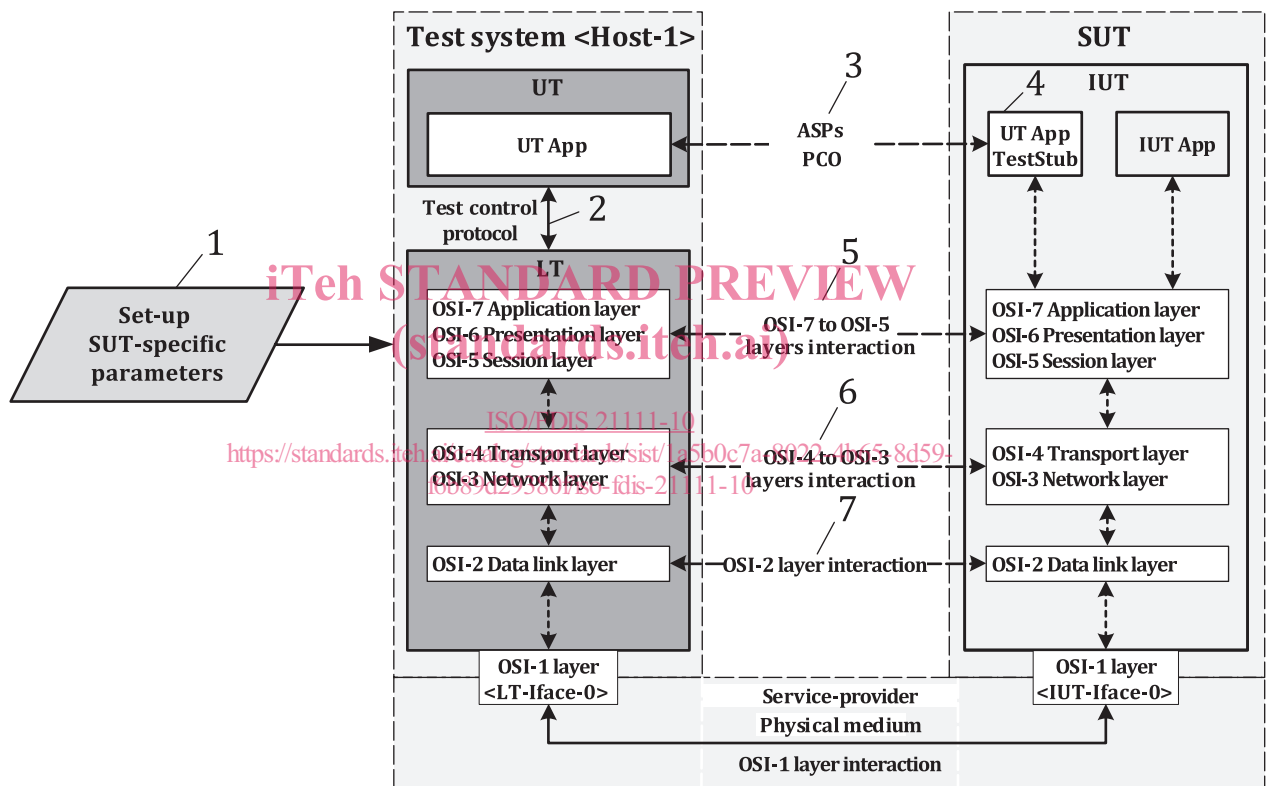 Test system <Host-1>
SUT
UT
UT App
3
ASPs
PCO
IUT
4
UT App
TestStub
IUT App
Test control
protocol
2
1
Set-up
SUT-specific
parameters
iTeh STANDARD PREVIEW
(standards.iteh.ai)
LT
OSI-7 Application layer
OSI-6 Presentation layer
OSI-5 Session layer
5
OSI-7 to OSI-5
layers interaction
OSI-7 Application layer
OSI-6 Presentation layer
OSI-5 Session layer
ISO/FDIS 21111-10
OSI-4 Transport layer
OSI-3 Network layer
6
OSI-4 to OSI-3
layers interaction
OSI-4 Transport layer
OSI-3 Network layer
7
OSI-2 Data link layer
OSI-2 layer interaction
OSI-2 Data link layer
OSI-1 layer
<LT-Iface-0>
OSI-1 layer
<IUT-Iface-0>
Service-provider
Physical medium
OSI-1 layer interaction